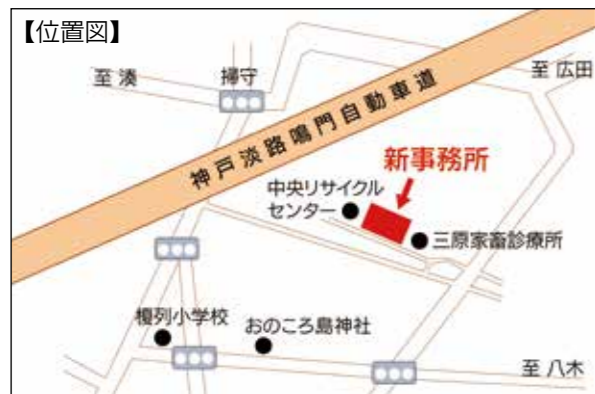 【位置図】
至 湊
掃守
至 広田
神戸淡路鳴門自動車道
新事務所
中央リサイクル
センター
三原家畜診療所
榎列小学校
おのころ島神社
至 八木